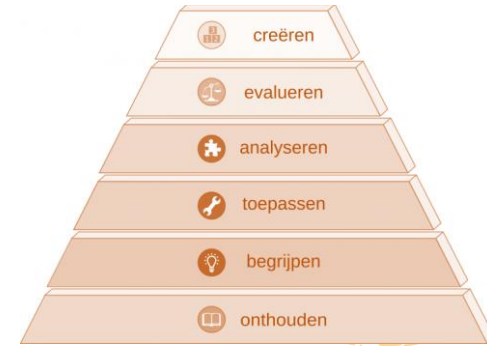 creëren
evalueren
analyseren
toepassen
begrijpen
onthouden